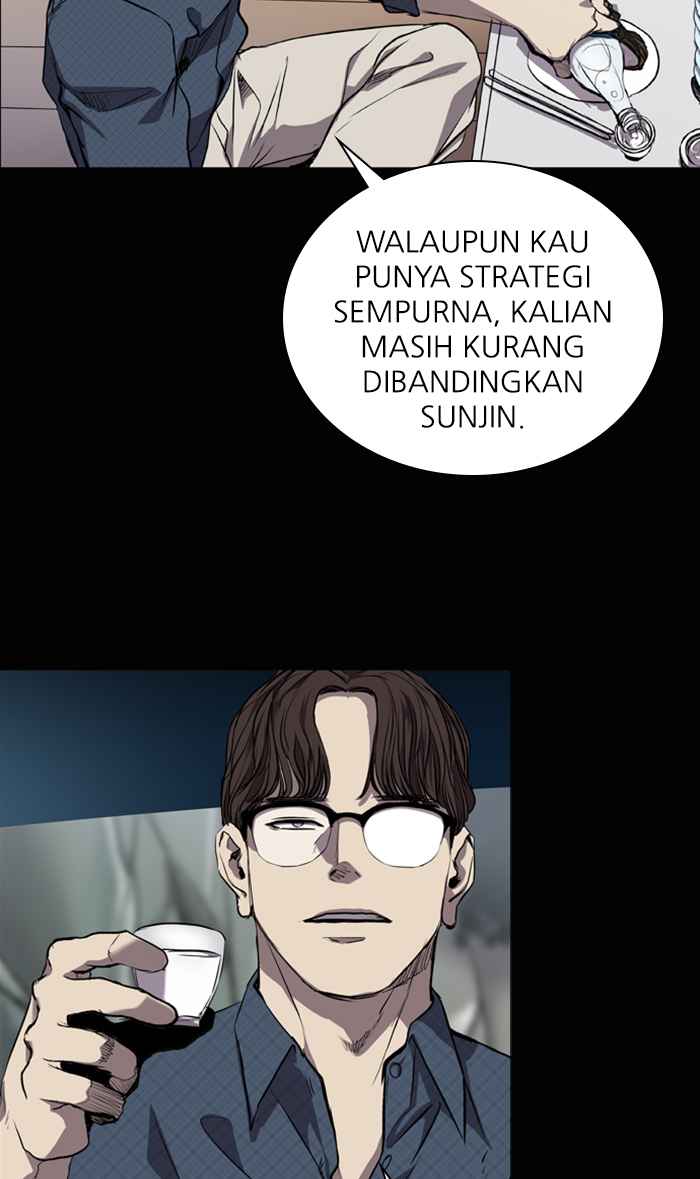 WALAUPUN KAU
PUNYA STRATEGI
SEMPURNA, KALIAN
MASIH KURANG
DIBANDINGKAN
SUNJIN.